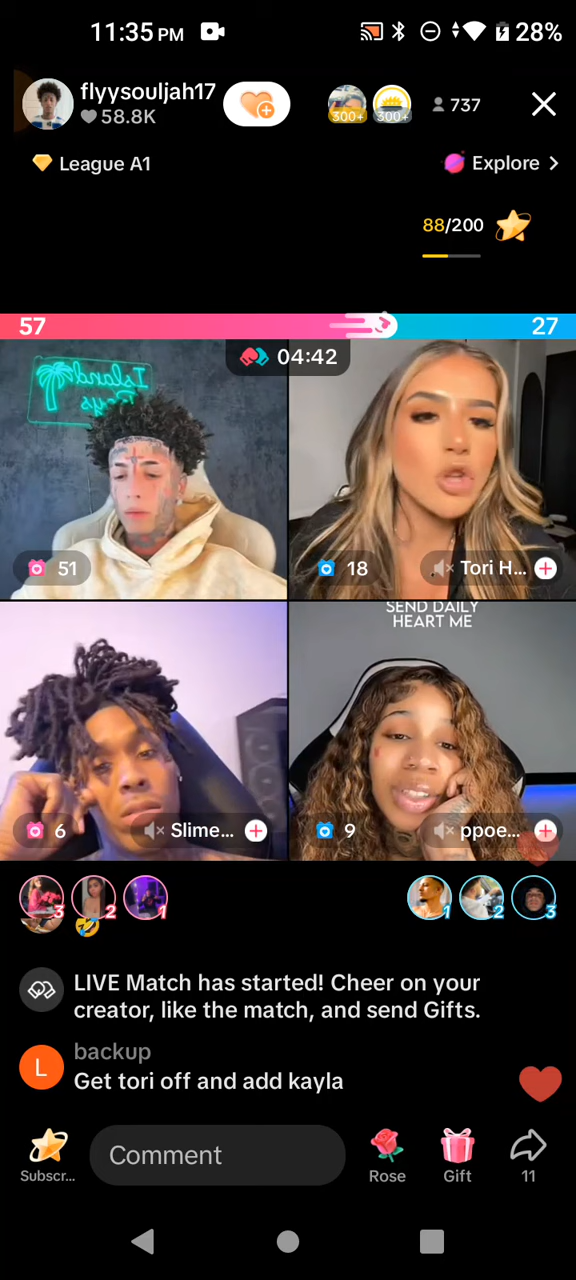 11:35 PM
28%
flyysouljah17
58.8K
300+
300+
737
League A1
Explore >
88/200
57
27
04:42
Island
Boys
51
18
Tori H...
SEND DAILY
HEART ME
6
Slime...
9
ppoe...
3
2
1
1
2
3
LIVE Match has started! Cheer on your
creator, like the match, and send Gifts.
L
backup
Get tori off and add kayla
Subscr...
Comment
Rose
Gift
11